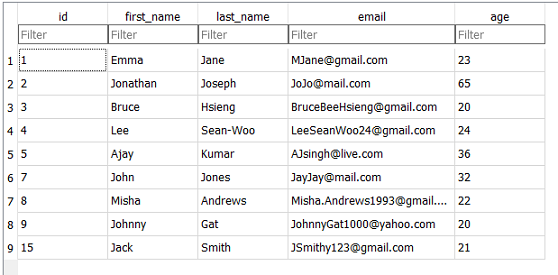 id first_name last_name email age
Filter Filter Filter Filter Filter
1 1 Emma Jane MJane@gmail.com 23
2 2 Jonathan Joseph JoJo@mail.com 65
3 3 Bruce Hsieng BruceBeeHsieng@gmail.com 20
4 4 Lee Sean-Woo LeeSeanWoo24@gmail.com 24
5 5 Ajay Kumar AJsingh@live.com 36
6 7 John Jones JayJay@mail.com 32
7 8 Misha Andrews Misha.Andrews1993@gmail.... 22
8 9 Johnny Gat JohnnyGat1000@yahoo.com 20
9 15 Jack Smith JSmithy123@gmail.com 21